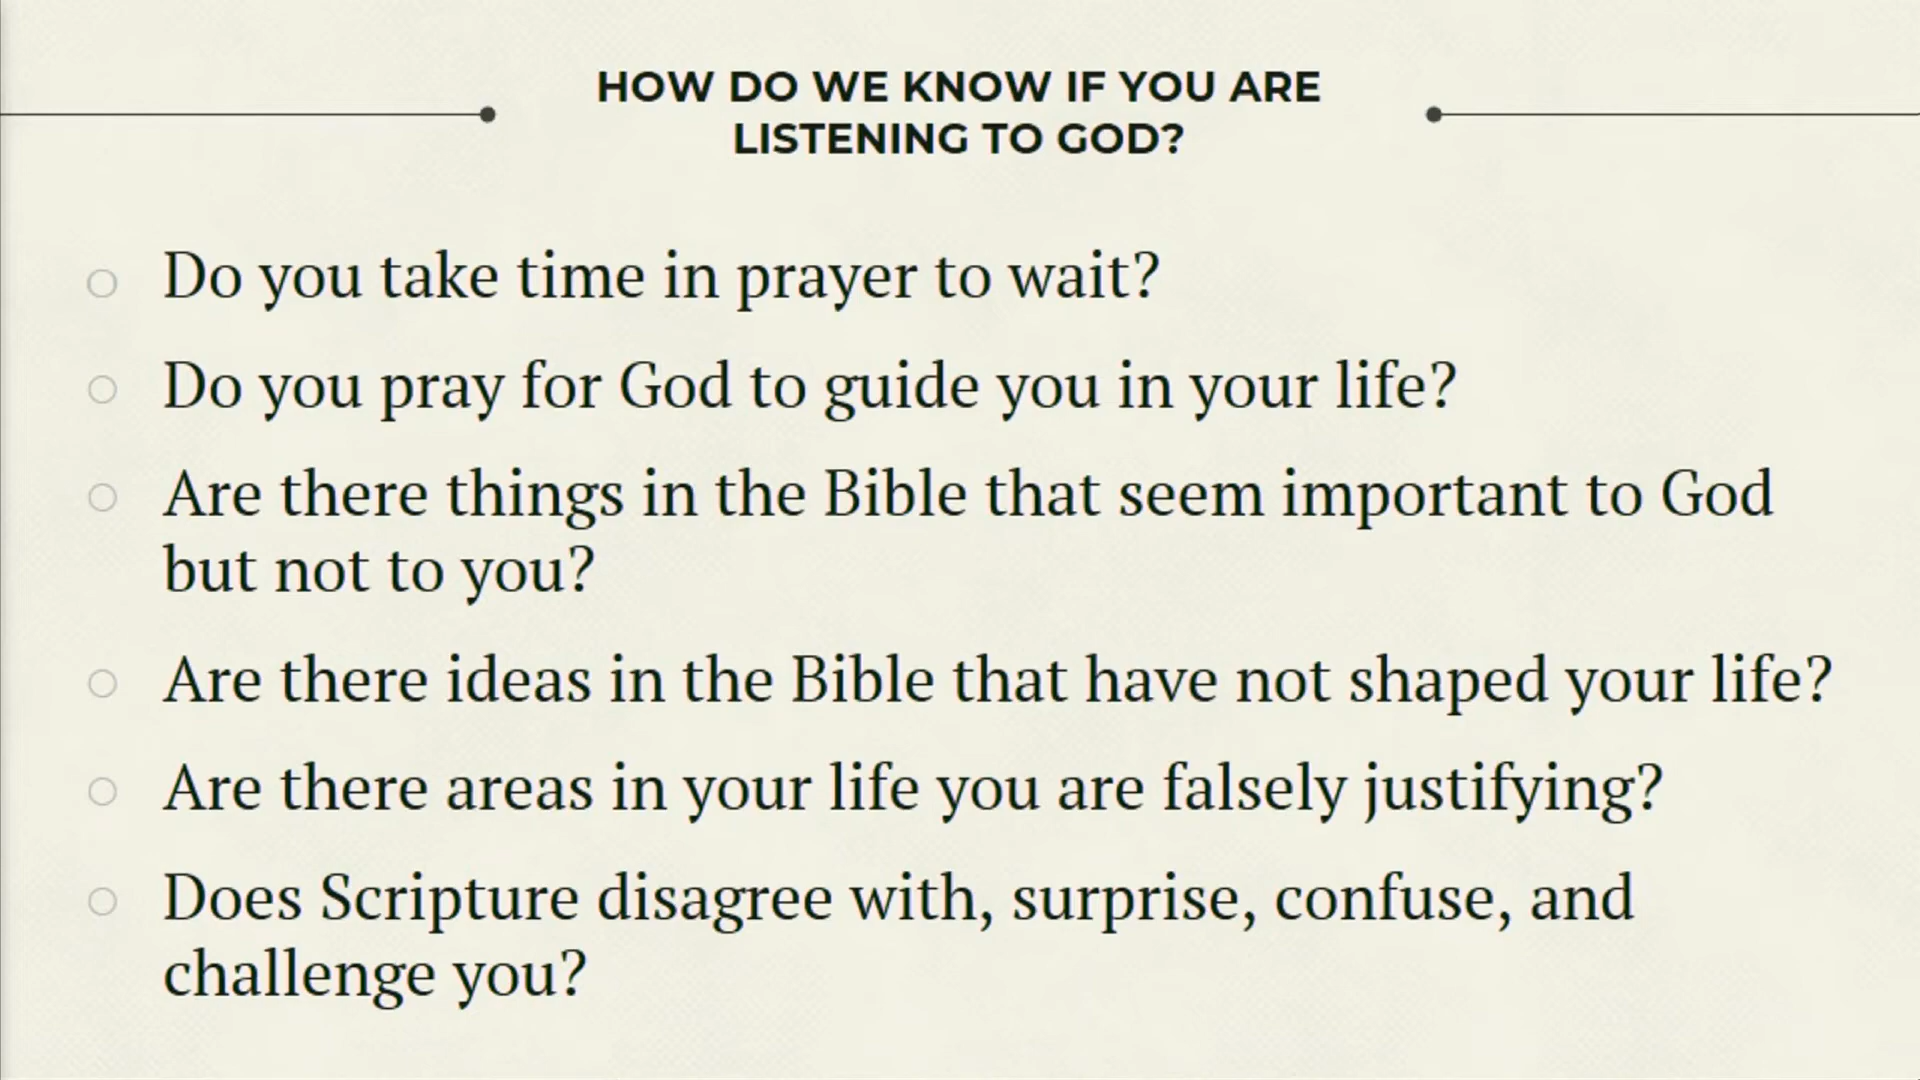 HOW DO WE KNOW IF YOU ARE
LISTENING TO GOD?
Do you take time in prayer to wait?
Do you pray for God to guide you in your life?
Are there things in the Bible that seem important to God
but not to you?
Are there ideas in the Bible that have not shaped your life?
Are there areas in your life you are falsely justifying?
Does Scripture disagree with, surprise, confuse, and
challenge you?